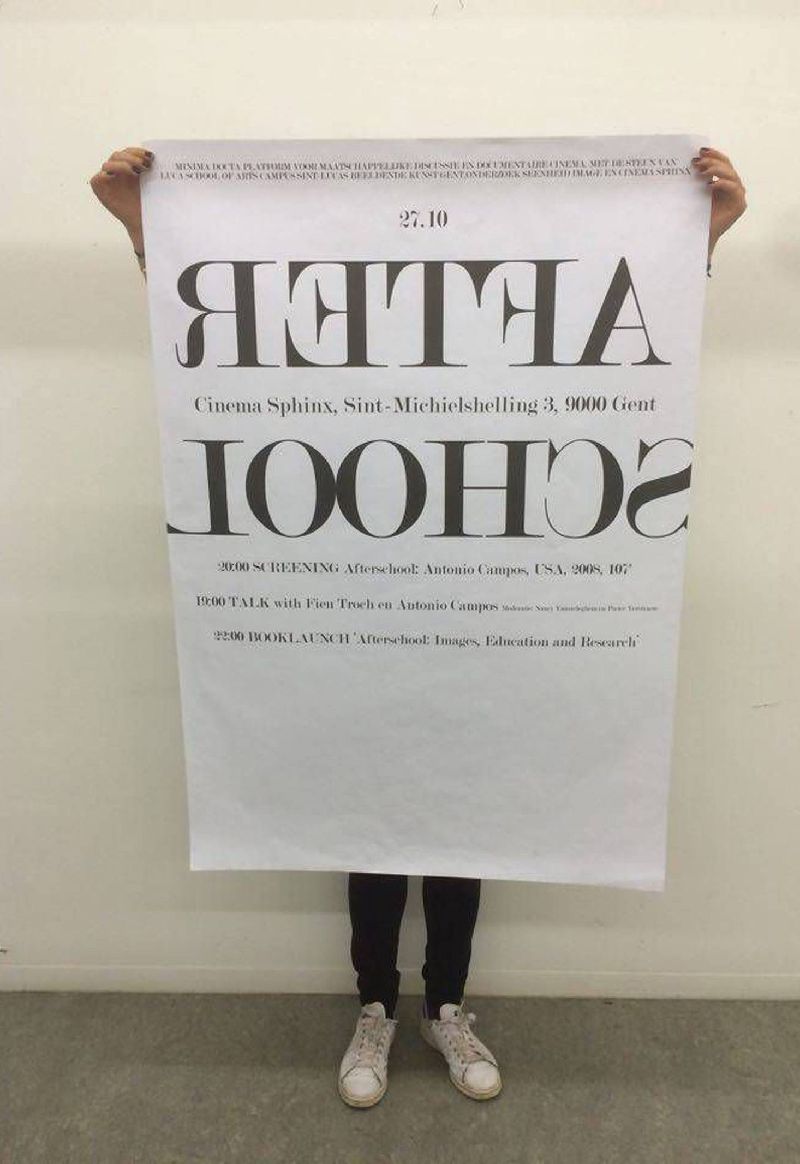 MINIMA DOCTA PLATFORM VOOR MAATSCHAPPELIJKE DISCUSSIE EN DOCUMENTAIRE CINEMA, MET DE STEUN VAN
LUCA SCHOOL OF ARTS CAMPUS SINT-LUCAS BEELDENDE KUNST GENT, ONDERZOEK SEENHEID IMAGE EN CINEMA SPHINX
27.10
AFTER
Cinema Sphinx, Sint-Michielshelling 3, 9000 Gent
SCHOOL
20:00 SCREENING Afterschool: Antonio Campos, USA, 2008, 107'
19:00 TALK with Fien Troch en Antonio Campos
22:00 BOOKLAUNCH 'Afterschool: Images, Education and Research'